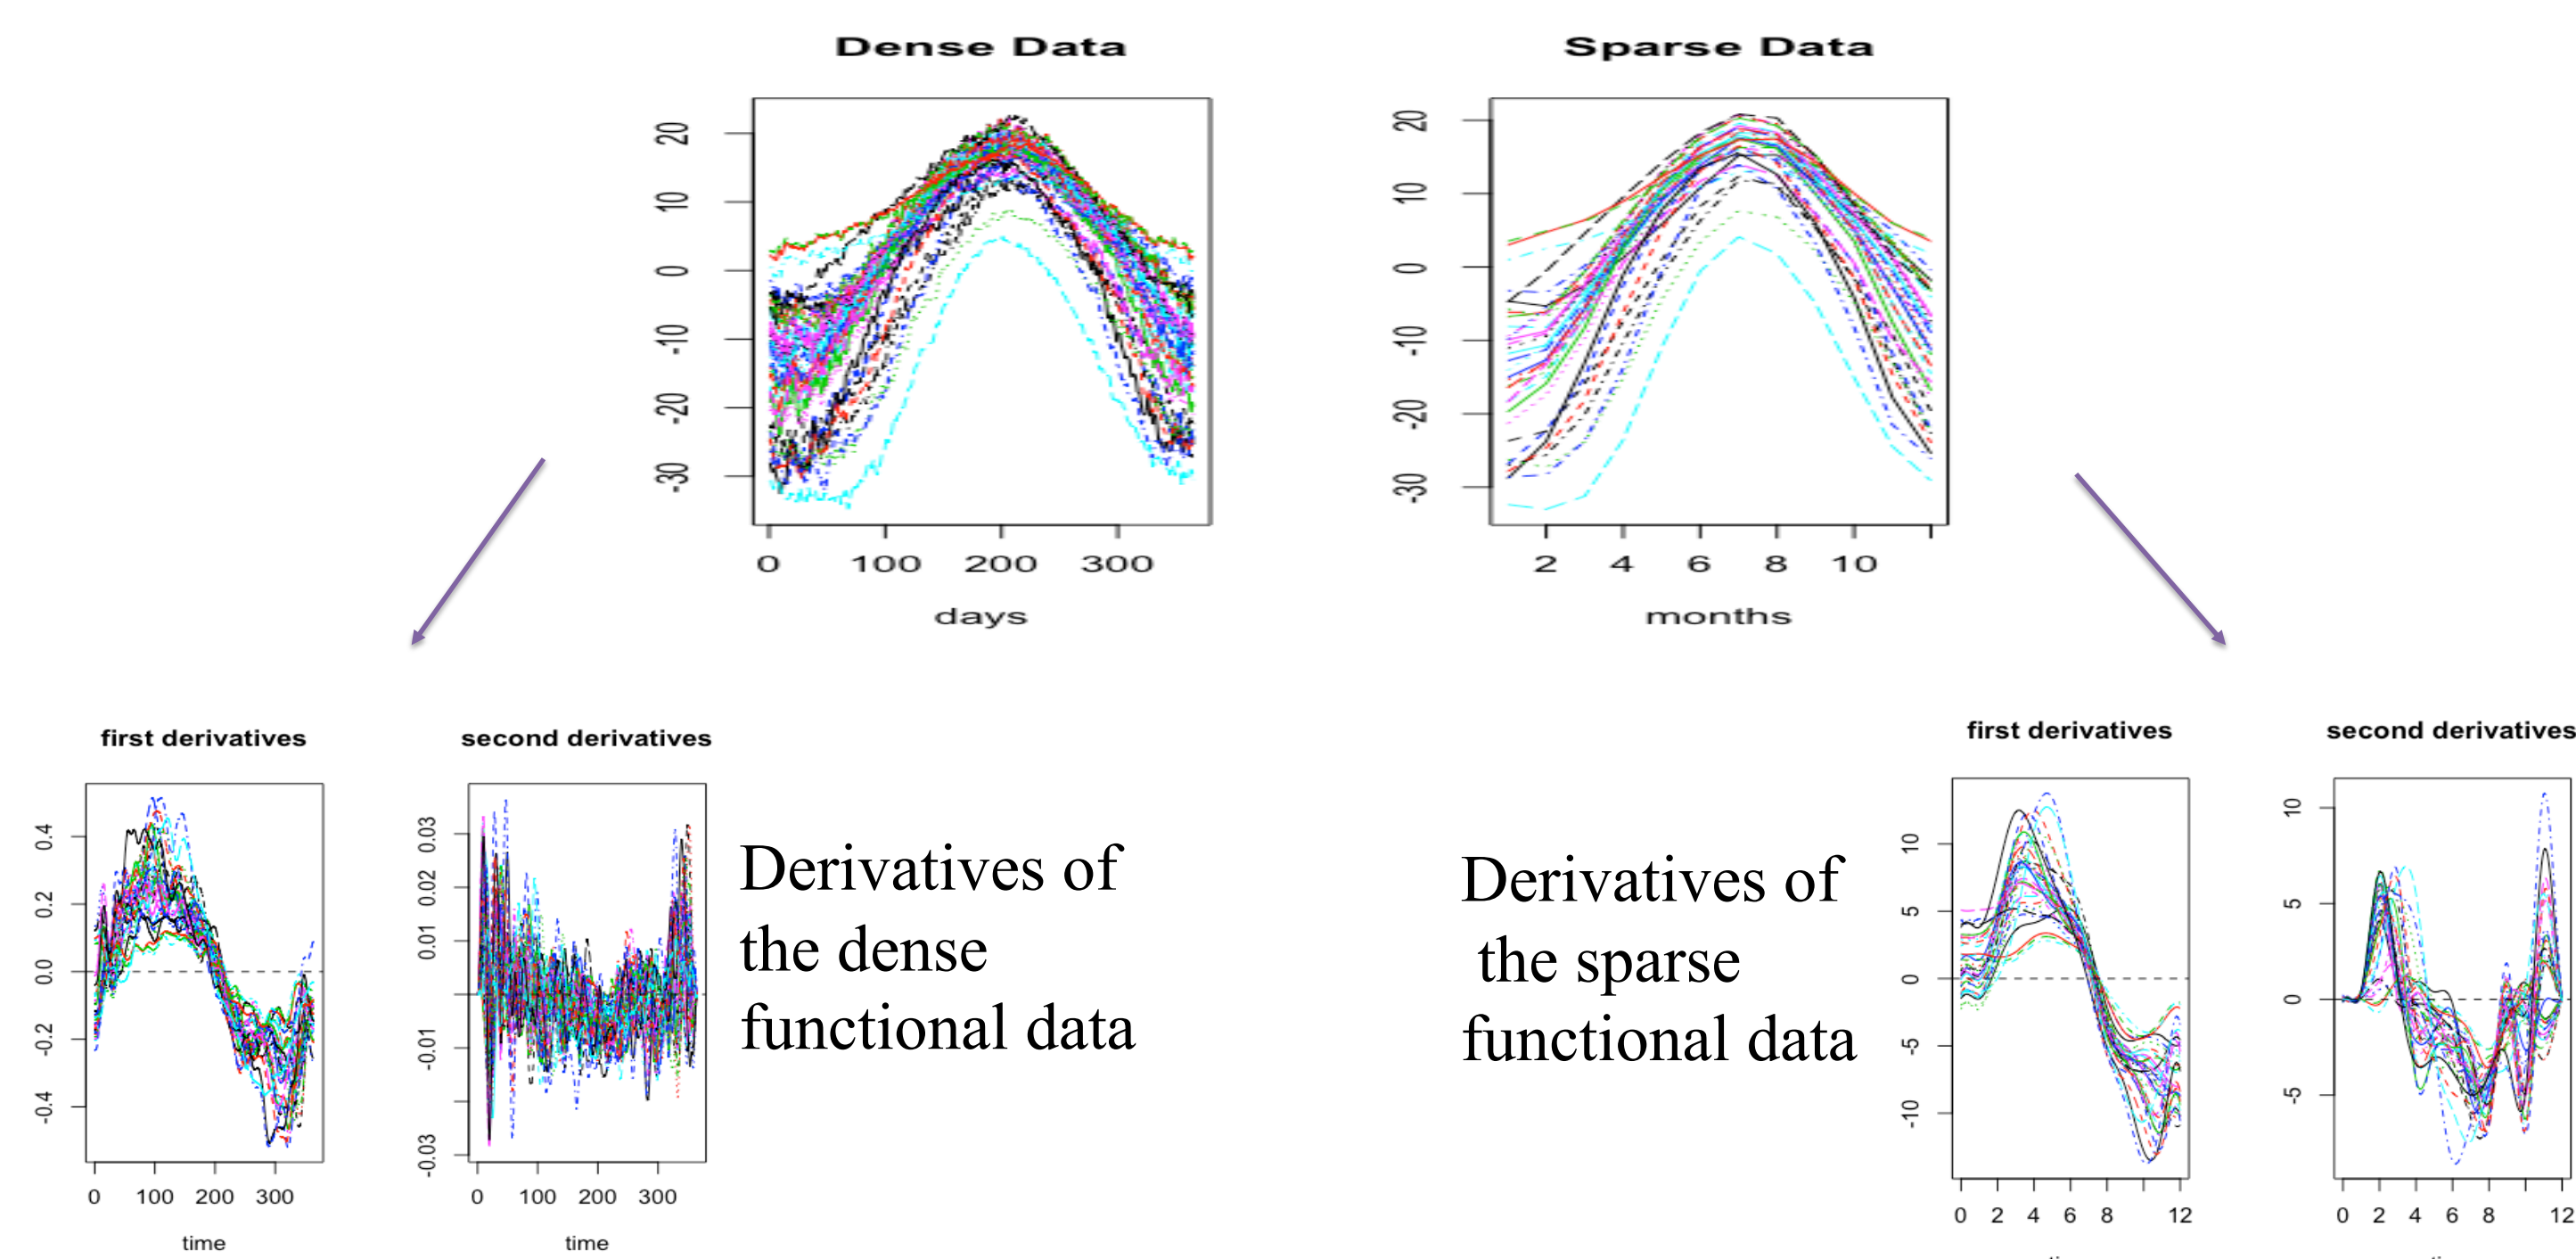 Dense Data
20
10
0
-10
-20
-30
0 100 200 300
days
Sparse Data
20
10
0
-10
-20
-30
2 4 6 8 10
months
first derivatives
0.4
0.2
0.0
-0.2
-0.4
0 100 200 300
time
second derivatives
0.03
0.02
0.01
-0.01
-0.03
0 100 200 300
time
Derivatives of
the dense
functional data
Derivatives of
the sparse
functional data
first derivatives
10
5
0
-5
-10
0 2 4 6 8 12
second derivatives
10
5
0
-5
0 2 4 6 8 12